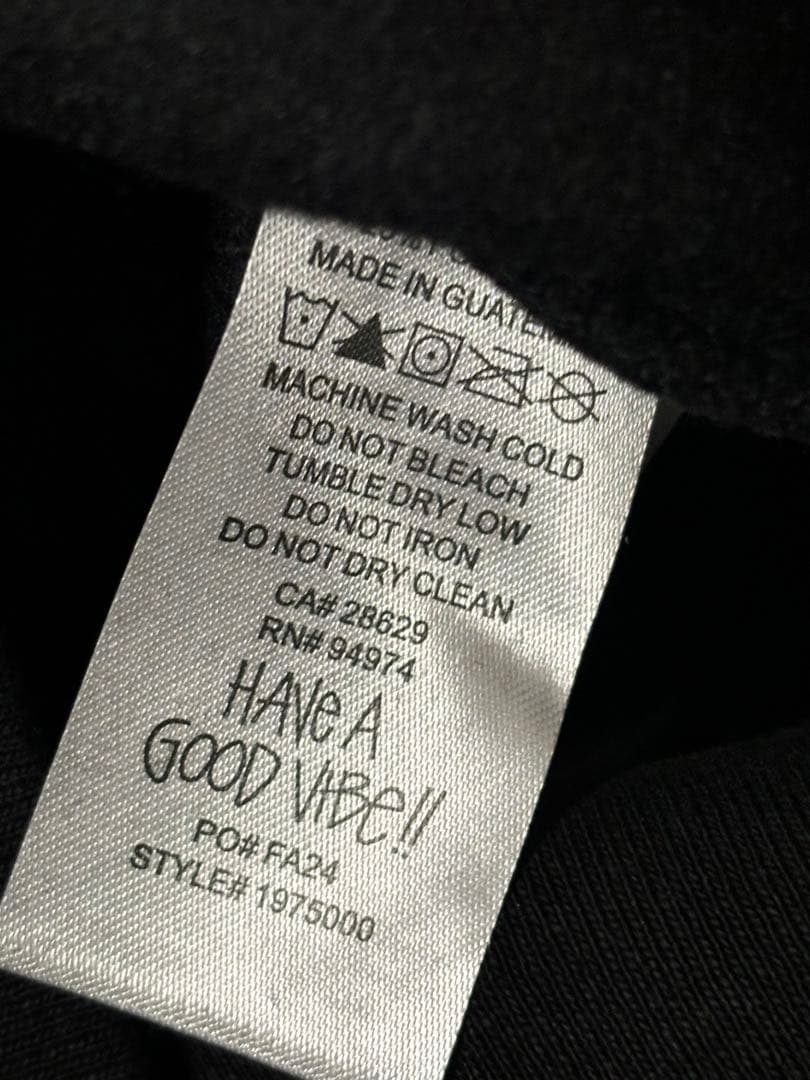 MADE IN
MACHINE WASH COLD
DO NOT BLEACH
TUMBLE DRY LOW
DO NOT IRON
DO NOT DRY CLEAN
CA# 28629
RN# 94974
HAVE A
GOOD VIBE!!
PO# FA24
STYLE# 1975000